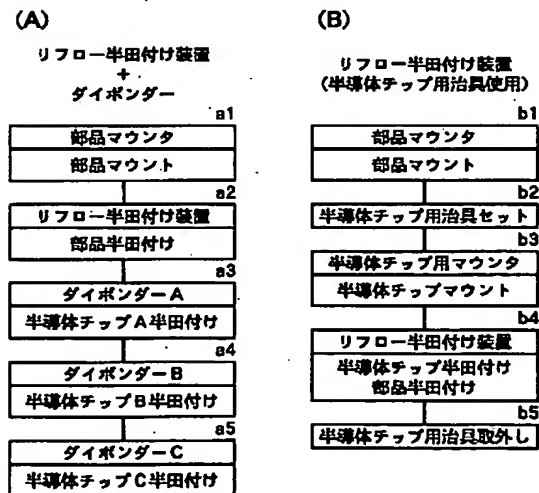 (A)
リフロー半田付け装置
+
ダイボンダー
a1
部品マウンタ
部品マウント
a2
リフロー半田付け装置
部品半田付け
a3
ダイボンダーA
半導体チップA半田付け
a4
ダイボンダーB
半導体チップB半田付け
a5
ダイボンダーC
半導体チップC半田付け
(B)
リフロー半田付け装置
(半導体チップ用治具使用)
b1
部品マウンタ
部品マウント
b2
半導体チップ用治具セット
b3
半導体チップ用マウンタ
半導体チップマウント
b4
リフロー半田付け装置
半導体チップ半田付け
部品半田付け
b5
半導体チップ用治具取外し